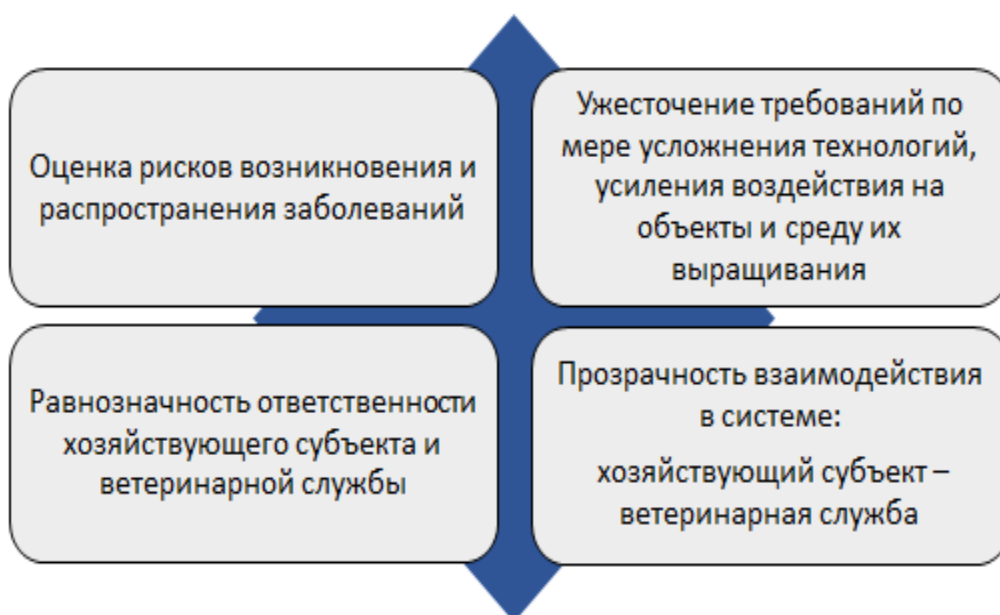 Оценка рисков возникновения и
распространения заболеваний
Ужесточение требований по
мере усложнения технологий,
усиления воздействия на
объекты и среду их
выращивания
Равнозначность ответственности
хозяйствующего субъекта и
ветеринарной службы
Прозрачность взаимодействия
в системе:
хозяйствующий субъект –
ветеринарная служба